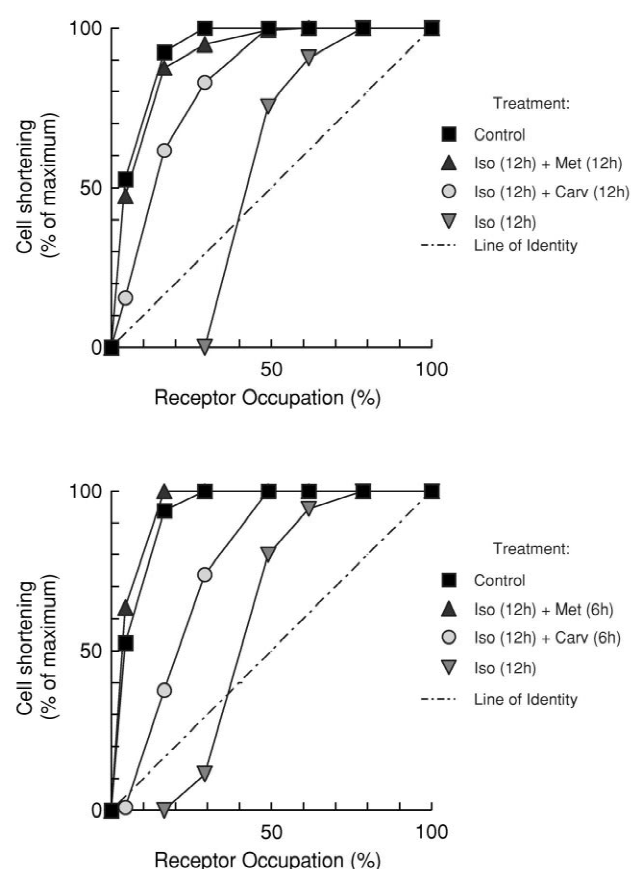 100
50
0
Cell shortening
(% of maximum)
50
100
Receptor Occupation (%)
Treatment:
Control
Iso (12h) + Met (12h)
Iso (12h) + Carv (12h)
Iso (12h)
Line of Identity
100
50
0
Cell shortening
(% of maximum)
50
100
Receptor Occupation (%)
Treatment:
Control
Iso (12h) + Met (6h)
Iso (12h) + Carv (6h)
Iso (12h)
Line of Identity